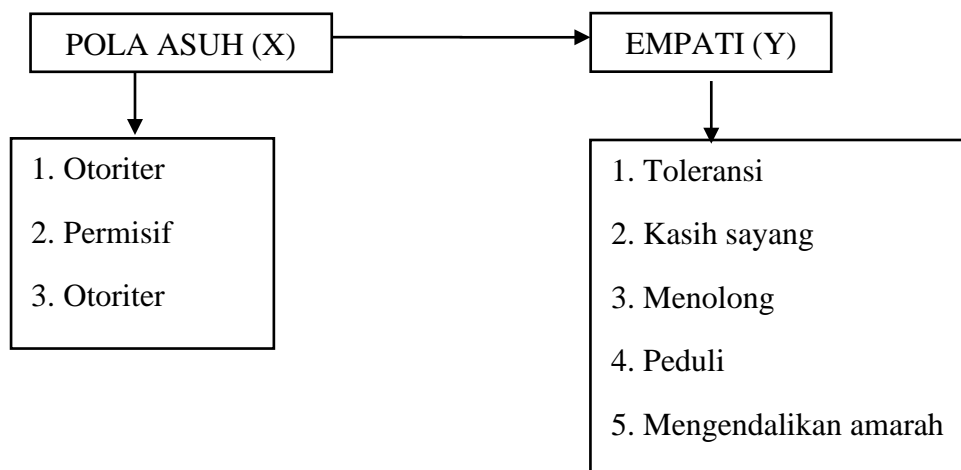 POLA ASUH (X)
EMPATI (Y)
1. Otoriter
2. Permisif
3. Otoriter
1. Toleransi
2. Kasih sayang
3. Menolong
4. Peduli
5. Mengendalikan amarah